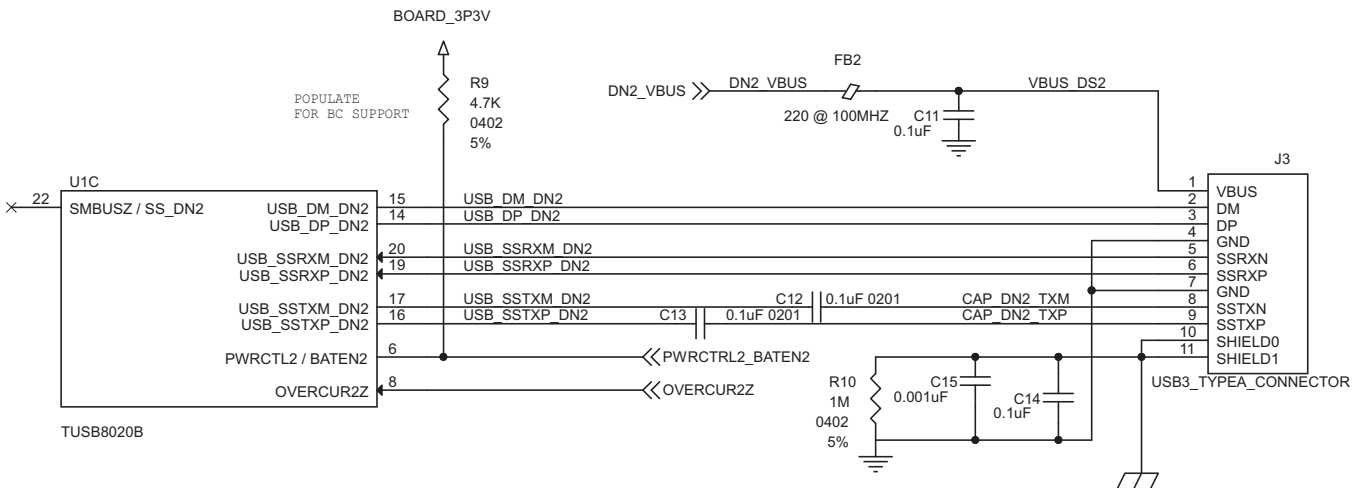 BOARD_3P3V
R9
4.7K
0402
5%
POPULATE
FOR BC SUPPORT
FB2
DN2_VBUS
DN2_VBUS
VBUS_DS2
220 @ 100MHZ
C11
0.1uF
J3
U1C
22
SMBUSZ / SS_DN2
USB_DM_DN2
15
USB_DM_DN2
USB_DP_DN2
14
USB_DP_DN2
USB_SSRXM_DN2
20
USB_SSRXM_DN2
USB_SSRXP_DN2
19
USB_SSRXP_DN2
USB_SSTXM_DN2
17
USB_SSTXM_DN2
C12
0.1uF 0201
CAP_DN2_TXM
USB_SSTXP_DN2
16
USB_SSTXP_DN2
C13
0.1uF 0201
CAP_DN2_TXP
PWRCTL2 / BATEN2
6
PWRCTRL2_BATEN2
OVERCUR2Z
8
OVERCUR2Z
TUSB8020B
1
VBUS
2
DM
3
DP
4
GND
5
SSRXN
6
SSRXP
7
GND
8
SSTXN
9
SSTXP
10
SHIELD0
11
SHIELD1
USB3_TYPEA_CONNECTOR
R10
1M
0402
5%
C15
0.001uF
C14
0.1uF